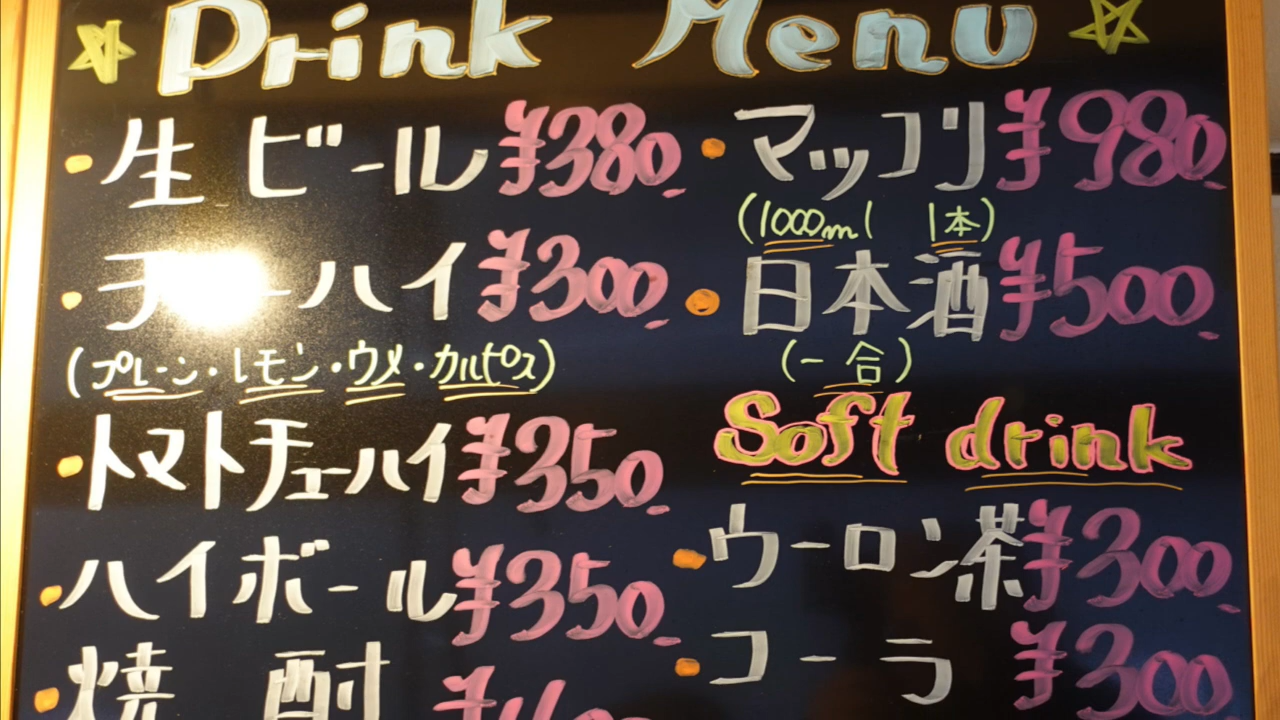 Drink Menu
生ビール ¥380.
チューハイ ¥300.
(プレーン・レモン・ウメ・カルピス)
トマトチューハイ ¥350.
ハイボール ¥350.
焼酎
マッコリ ¥980.
(1000ml 1本)
日本酒 ¥500.
(一合)
Soft drink
ウーロン茶 ¥300.
コーラ ¥300